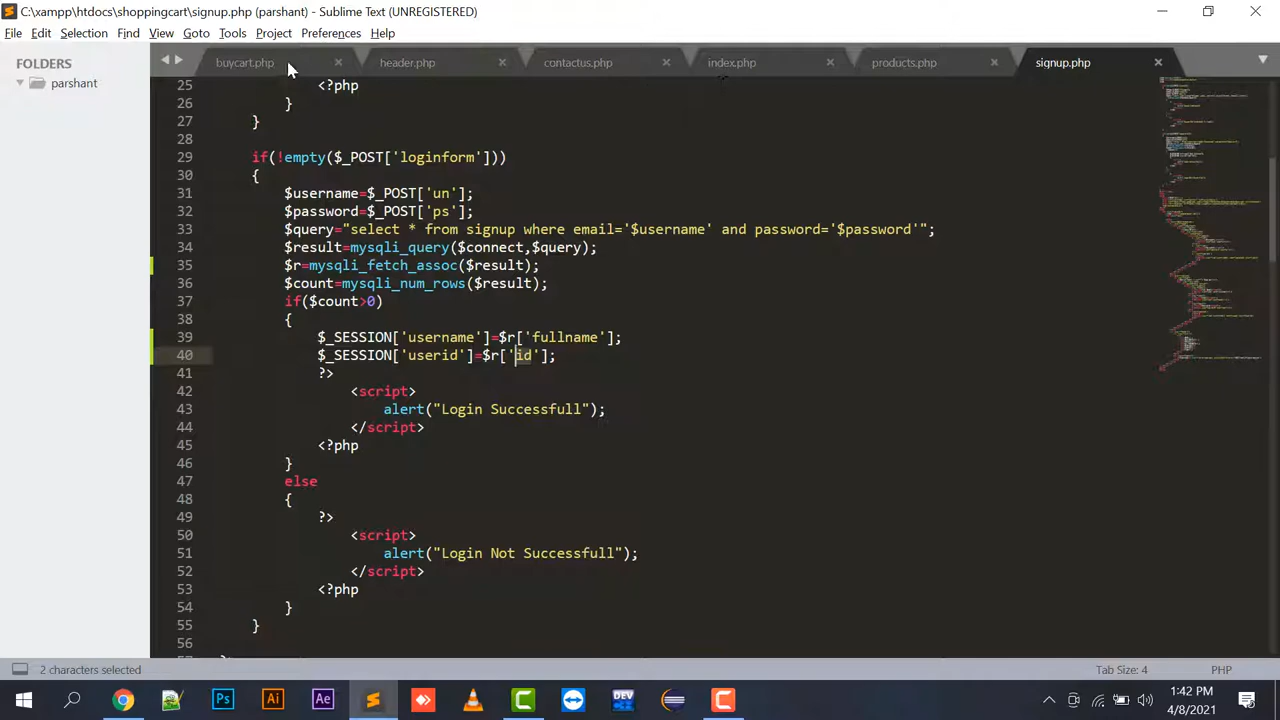 C:\xampp\htdocs\shoppingcart\signup.php (parshant) - Sublime Text (UNREGISTERED)
File Edit Selection Find View Goto Tools Project Preferences Help
FOLDERS
parshant
buycart.php header.php contactus.php index.php products.php signup.php
25 <?php
26 }
27 }
28
29 if(!empty($_POST['loginform']))
30 {
31 $username=$_POST['un'];
32 $password=$_POST['ps'];
33 $query="select * from signup where email='$username' and password='$password'";
34 $result=mysqli_query($connect,$query);
35 $r=mysqli_fetch_assoc($result);
36 $count=mysqli_num_rows($result);
37 if($count>0)
38 {
39 $_SESSION['username']=$r['fullname'];
40 $_SESSION['userid']=$r['id'];
41 ?>
42 <script>
43 alert("Login Successfull");
44 </script>
45 <?php
46 }
47 else
48 {
49 ?>
50 <script>
51 alert("Login Not Successfull");
52 </script>
53 <?php
54 }
55 }
56
2 characters selected Tab Size: 4 PHP
Ps Ai Ae DEV
1:42 PM
4/8/2021